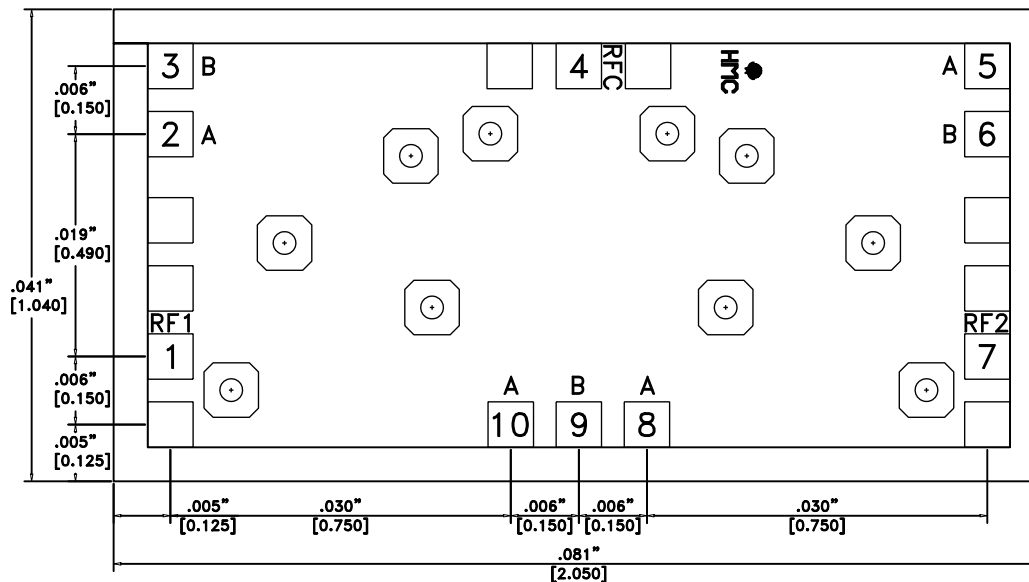 3 B 4 RFC HMC A 5
.006”
[0.150]
2 A B 6
.019”
[0.490]
.041”
[1.040]
RF1 RF2
1 7
.006”
[0.150]
A B A
10 9 8
.005”
[0.125]
.005” .030” .006” .006” .030”
[0.125] [0.750] [0.150] [0.150] [0.750]
.081”
[2.050]